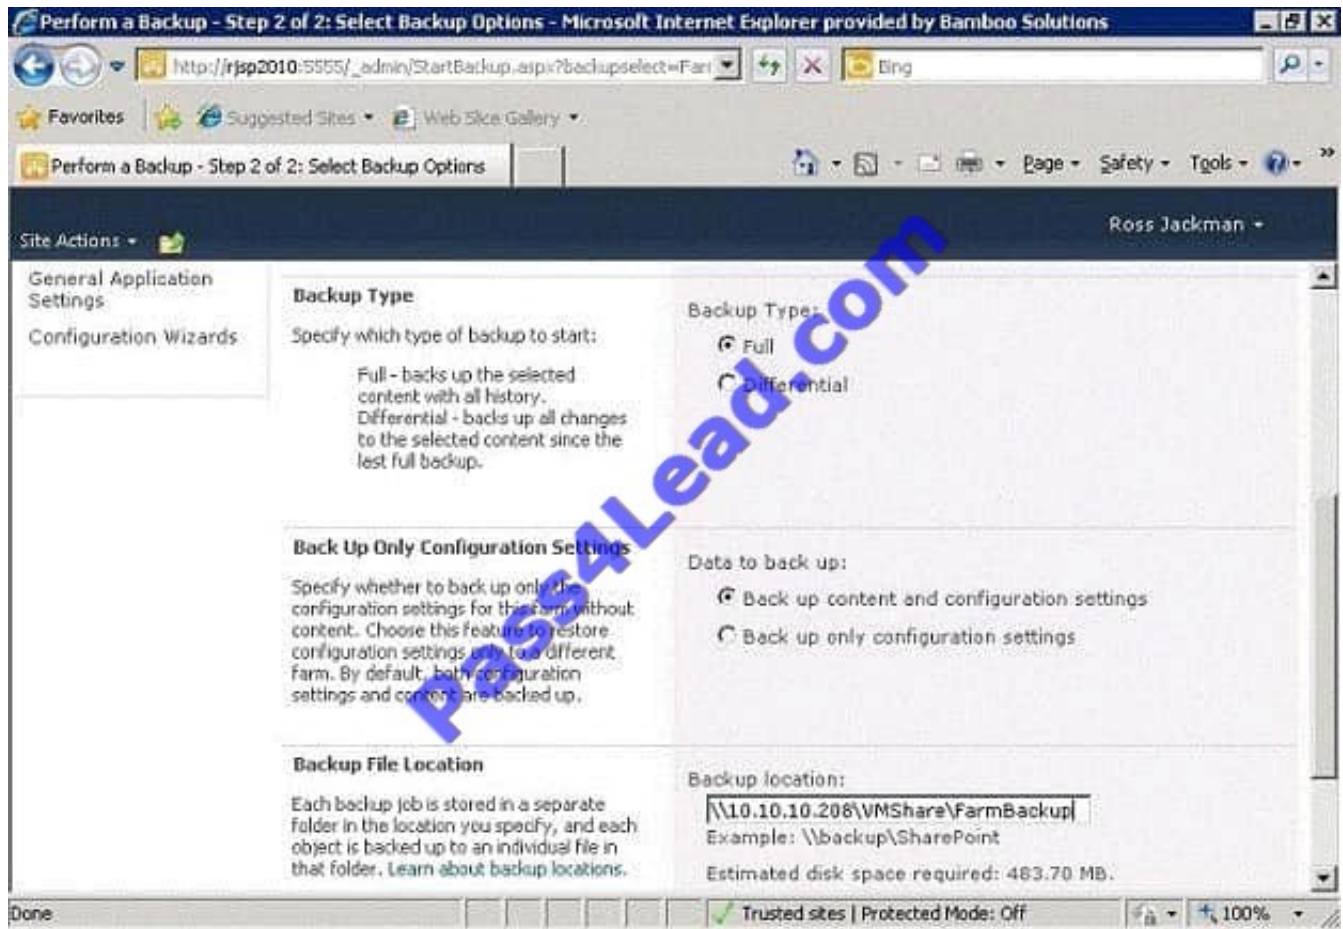 Perform a Backup - Step 2 of 2: Select Backup Options - Microsoft Internet Explorer provided by Bamboo Solutions
http://rjsp2010:5555/_admin/StartBackup.aspx?backupselect=Far
Bing
Favorites
Suggested Sites
Web Slice Gallery
Perform a Backup - Step 2 of 2: Select Backup Options
Page
Safety
Tools
Site Actions
Ross Jackman
General Application
Settings
Configuration Wizards
Backup Type
Specify which type of backup to start:
Full - backs up the selected
content with all history.
Differential - backs up all changes
to the selected content since the
last full backup.
Backup Type:
Full
Differential
Back Up Only Configuration Settings
Specify whether to back up only the
configuration settings for this farm without
content. Choose this feature to restore
configuration settings only to a different
farm. By default, both configuration
settings and content are backed up.
Data to back up:
Back up content and configuration settings
Back up only configuration settings
Backup File Location
Each backup job is stored in a separate
folder in the location you specify, and each
object is backed up to an individual file in
that folder. Learn about backup locations.
Backup location:
\\10.10.10.208\VMShare\FarmBackup
Example: \\backup\SharePoint
Estimated disk space required: 483.70 MB.
Done
Trusted sites | Protected Mode: Off
100%
Pass4Lead.com